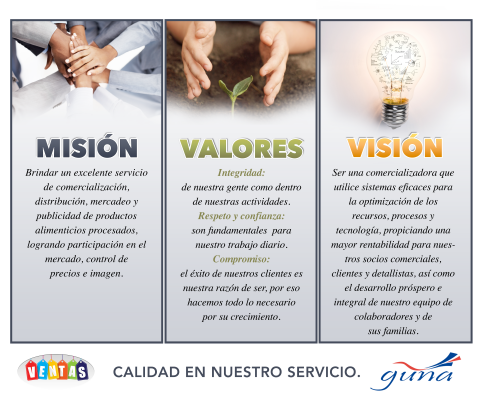 MISIÓN
Brindar un excelente servicio
de comercialización,
distribución, mercadeo y
publicidad de productos
alimenticios procesados,
logrando participación en el
mercado, control de
precios e imagen.
VALORES
Integridad:
de nuestra gente como dentro
de nuestras actividades.
Respeto y confianza:
son fundamentales para
nuestro trabajo diario.
Compromiso:
el éxito de nuestros clientes es
nuestra razón de ser, por eso
hacemos todo lo necesario
por su crecimiento.
VISIÓN
Ser una comercializadora que
utilice sistemas eficaces para
la optimización de los
recursos, procesos y
tecnología, propiciando una
mayor rentabilidad para nues-
tros socios comerciales,
clientes y detallistas, así como
el desarrollo próspero e
integral de nuestro equipo de
colaboradores y de
sus familias.
VENTAS
CALIDAD EN NUESTRO SERVICIO.
guna